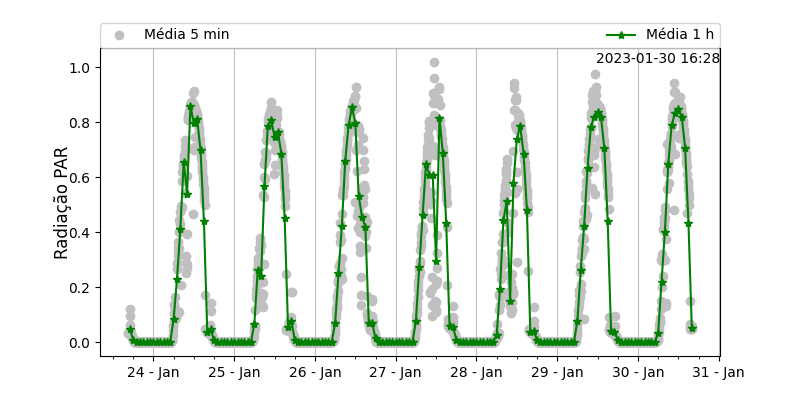 Média 5 min
Média 1 h
2023-01-30 16:28
1.0
0.8
0.6
0.4
0.2
0.0
Radiação PAR
24 - Jan
25 - Jan
26 - Jan
27 - Jan
28 - Jan
29 - Jan
30 - Jan
31 - Jan